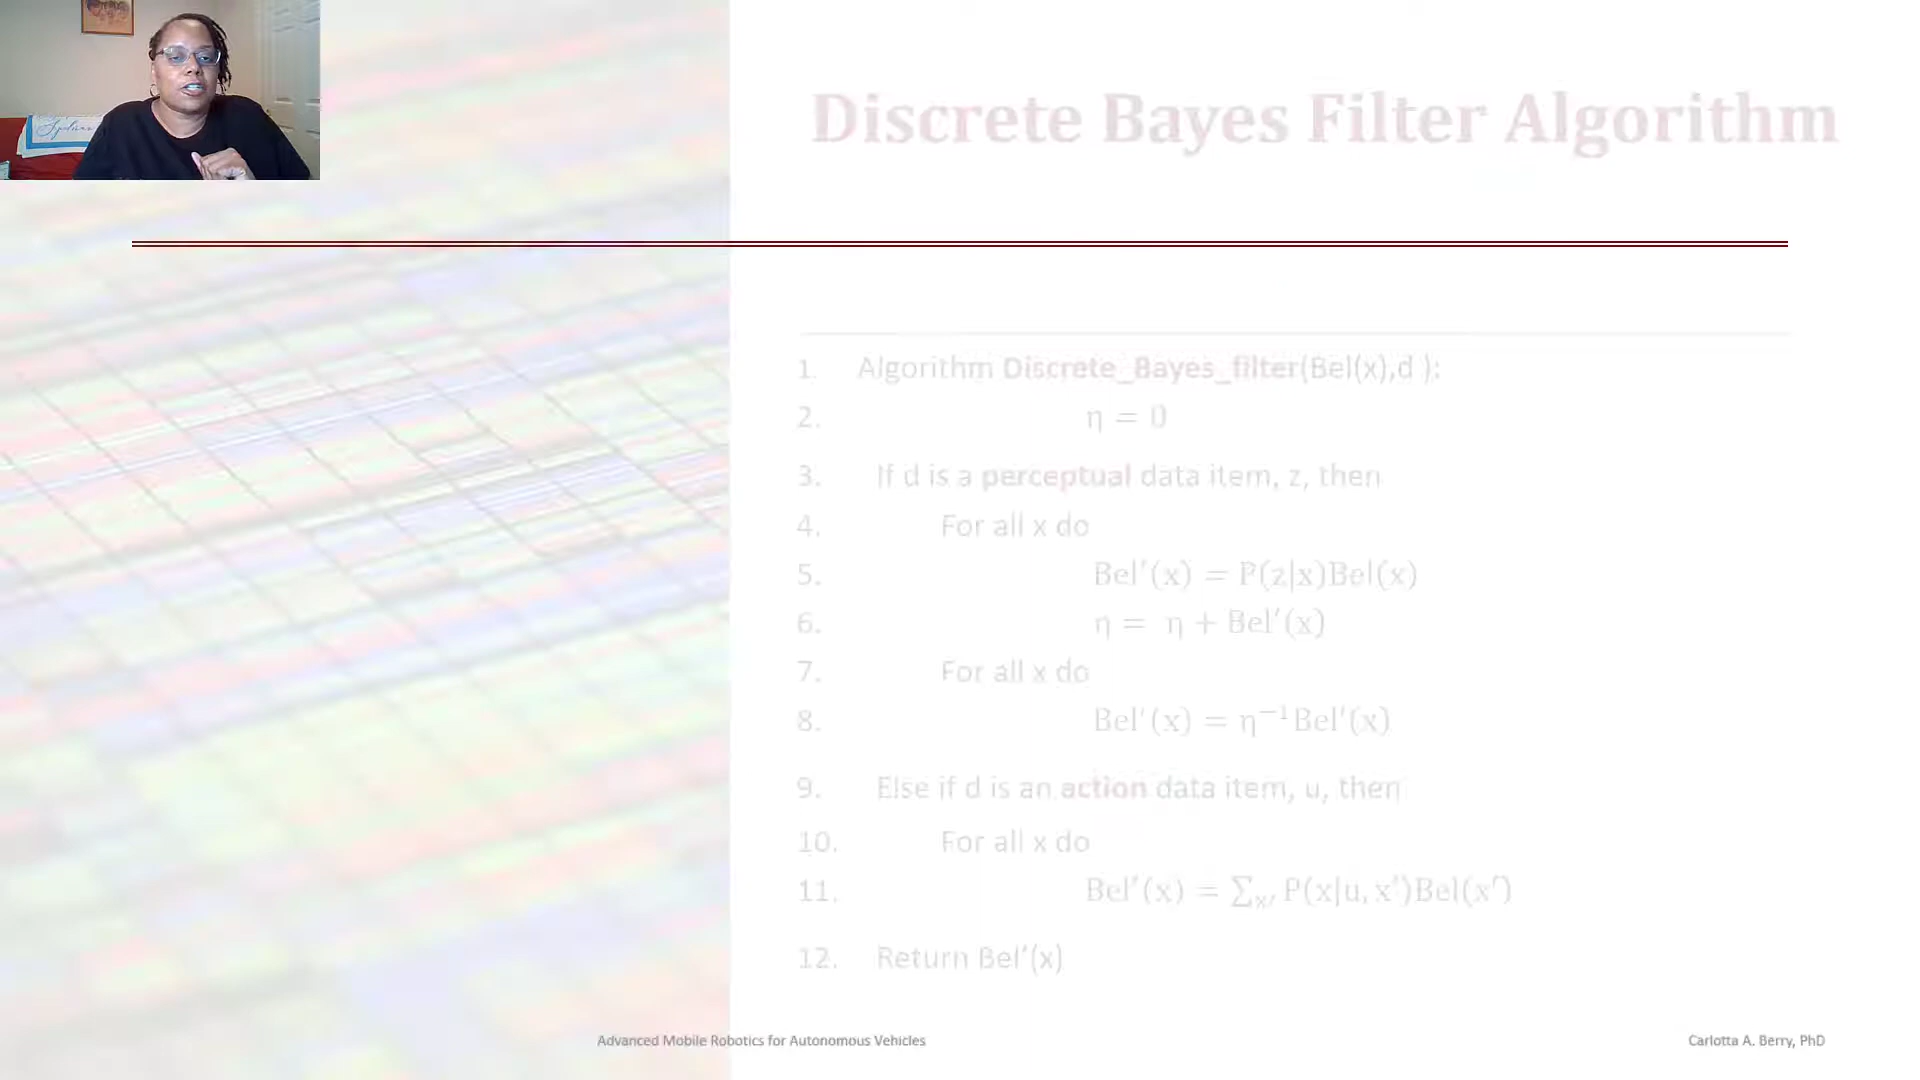 Discrete Bayes Filter Algorithm
1. Algorithm Discrete_Bayes_filter(Bel(x),d ):
2. η = 0
3. If d is a perceptual data item, z, then
4. For all x do
5. Bel′(x) = P(z|x)Bel(x)
6. η = η + Bel′(x)
7. For all x do
8. Bel′(x) = η⁻¹Bel′(x)
9. Else if d is an action data item, u, then
10. For all x do
11. Bel′(x) = ∑ₓ′ P(x|u, x′)Bel(x′)
12. Return Bel′(x)
Advanced Mobile Robotics for Autonomous Vehicles
Carlotta A. Berry, PhD